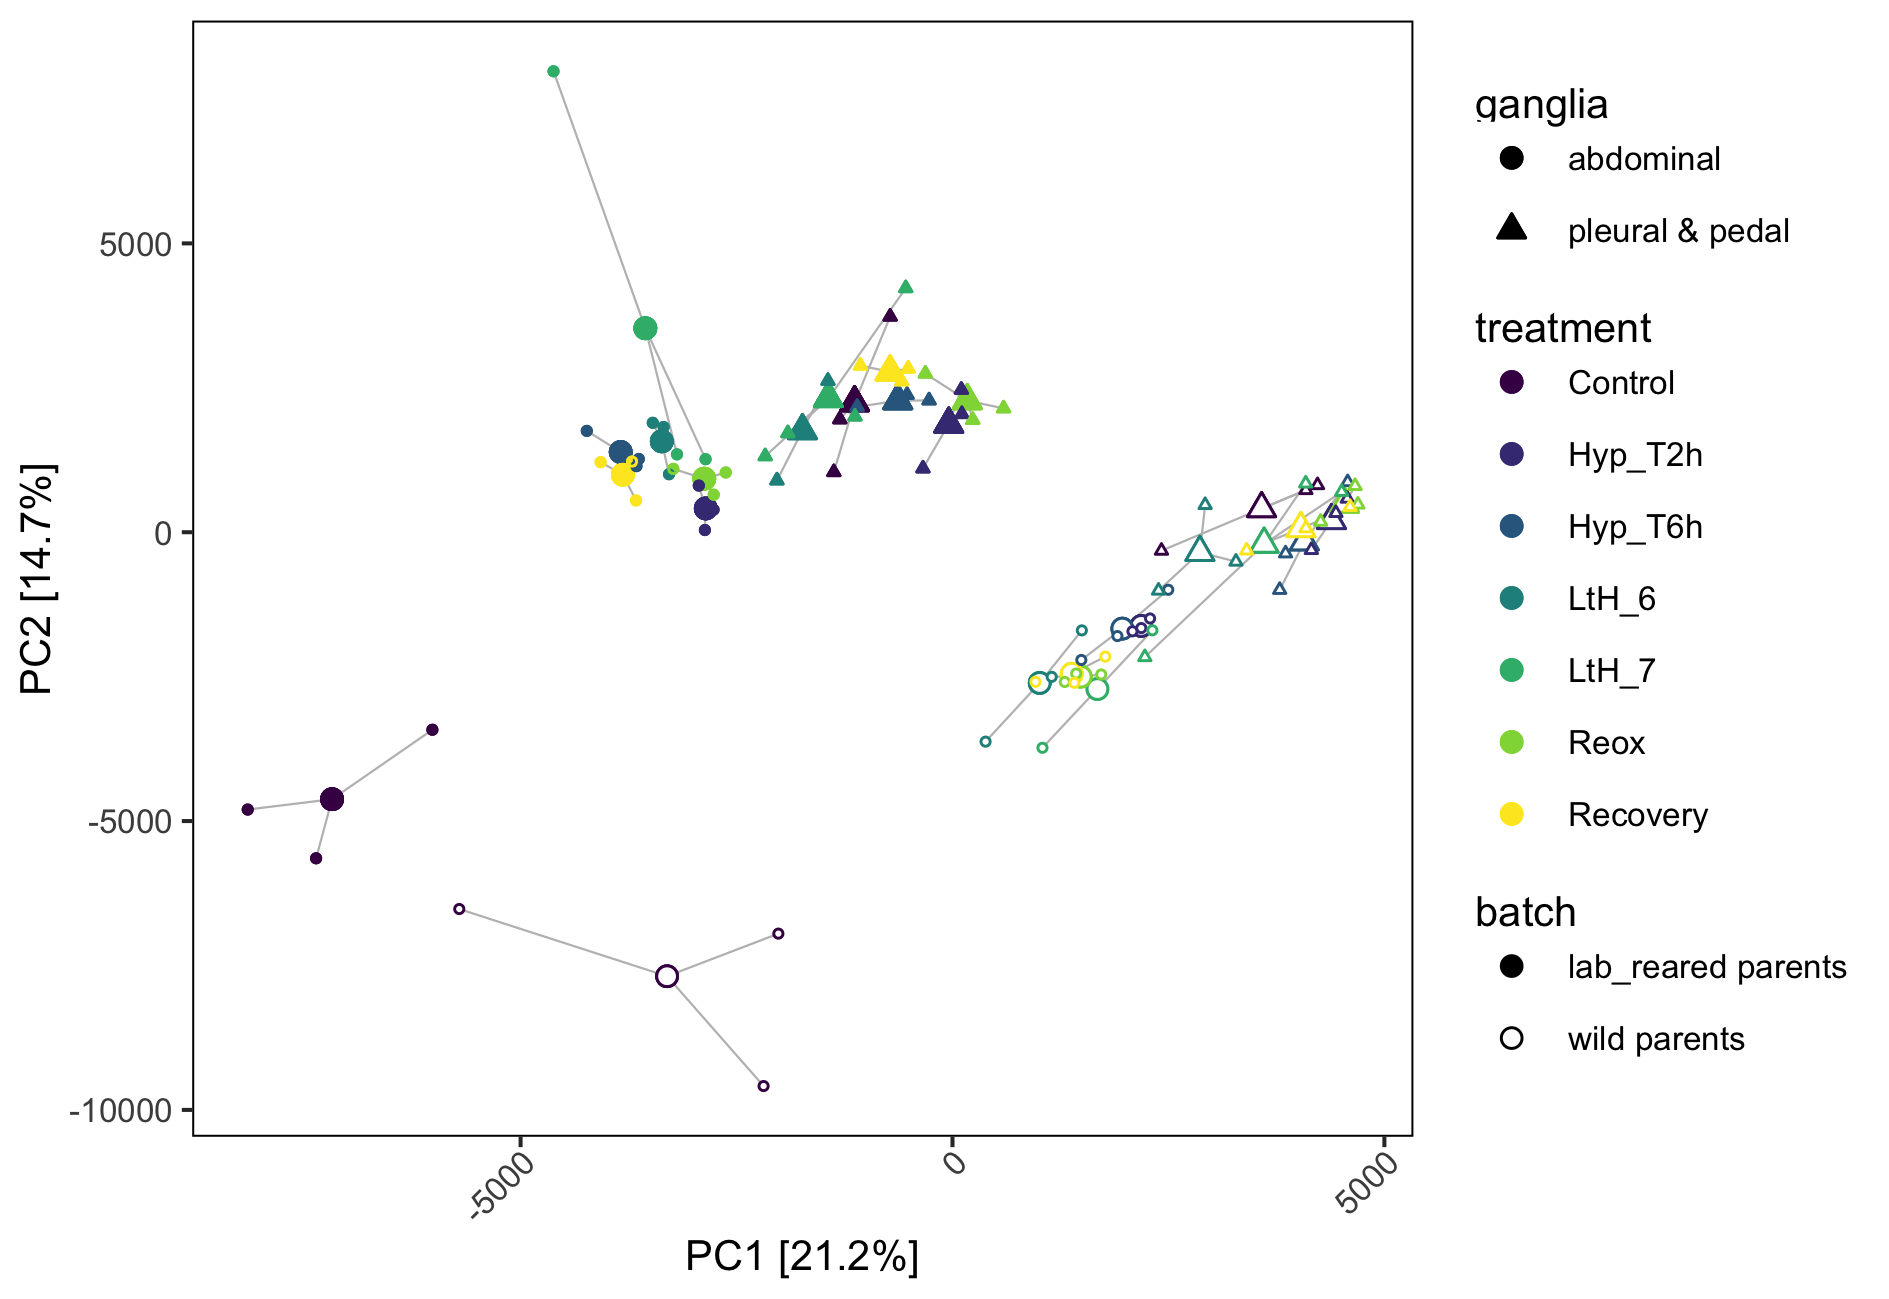 ganglia
abdominal
pleural & pedal
treatment
Control
Hyp_T2h
Hyp_T6h
LtH_6
LtH_7
Reox
Recovery
batch
lab_reared parents
wild parents
PC2 [14.7%]
5000
0
-5000
-10000
-5000
0
5000
PC1 [21.2%]